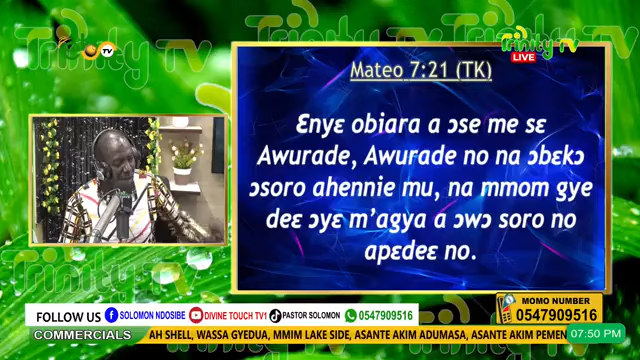 Trinity TV
TV
Trinity TV
LIVE
Mateo 7:21 (TK)
Ɛnyɛ obiara a ɔse me sɛ
Awurade, Awurade no na ɔbɛkɔ
ɔsoro ahennie mu, na mmom gye
deɛ ɔyɛ m’agya a ɔwɔ soro no
apɛdeɛ no.
Trinity TV
MOMO NUMBER
0547909516
FOLLOW US SOLOMON NDOSIBE DIVINE TOUCH TV1 PASTOR SOLOMON 0547909516
COMMERCIALS AH SHELL, WASSA GYEDUA, MMIM LAKE SIDE, ASANTE AKIM ADUMASA, ASANTE AKIM PEMEN 07:50 PM